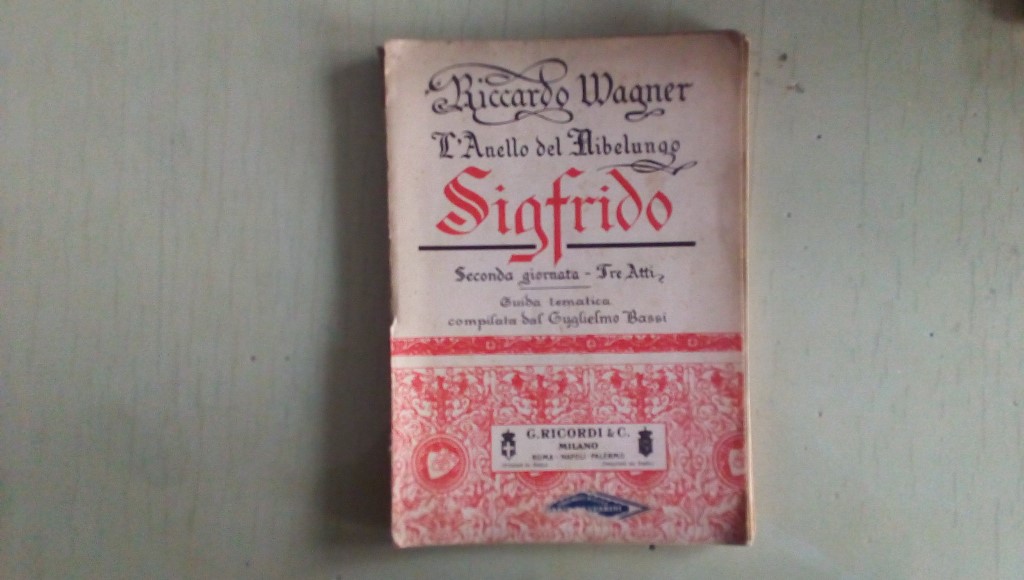 Riccardo Wagner
L'Anello del Nibelungo
Sigfrido
Seconda giornata - Tre Atti
Guida tematica
compilata dal Guglielmo Bassi
G. RICORDI & C.
MILANO
ROMA - NAPOLI - PALERMO